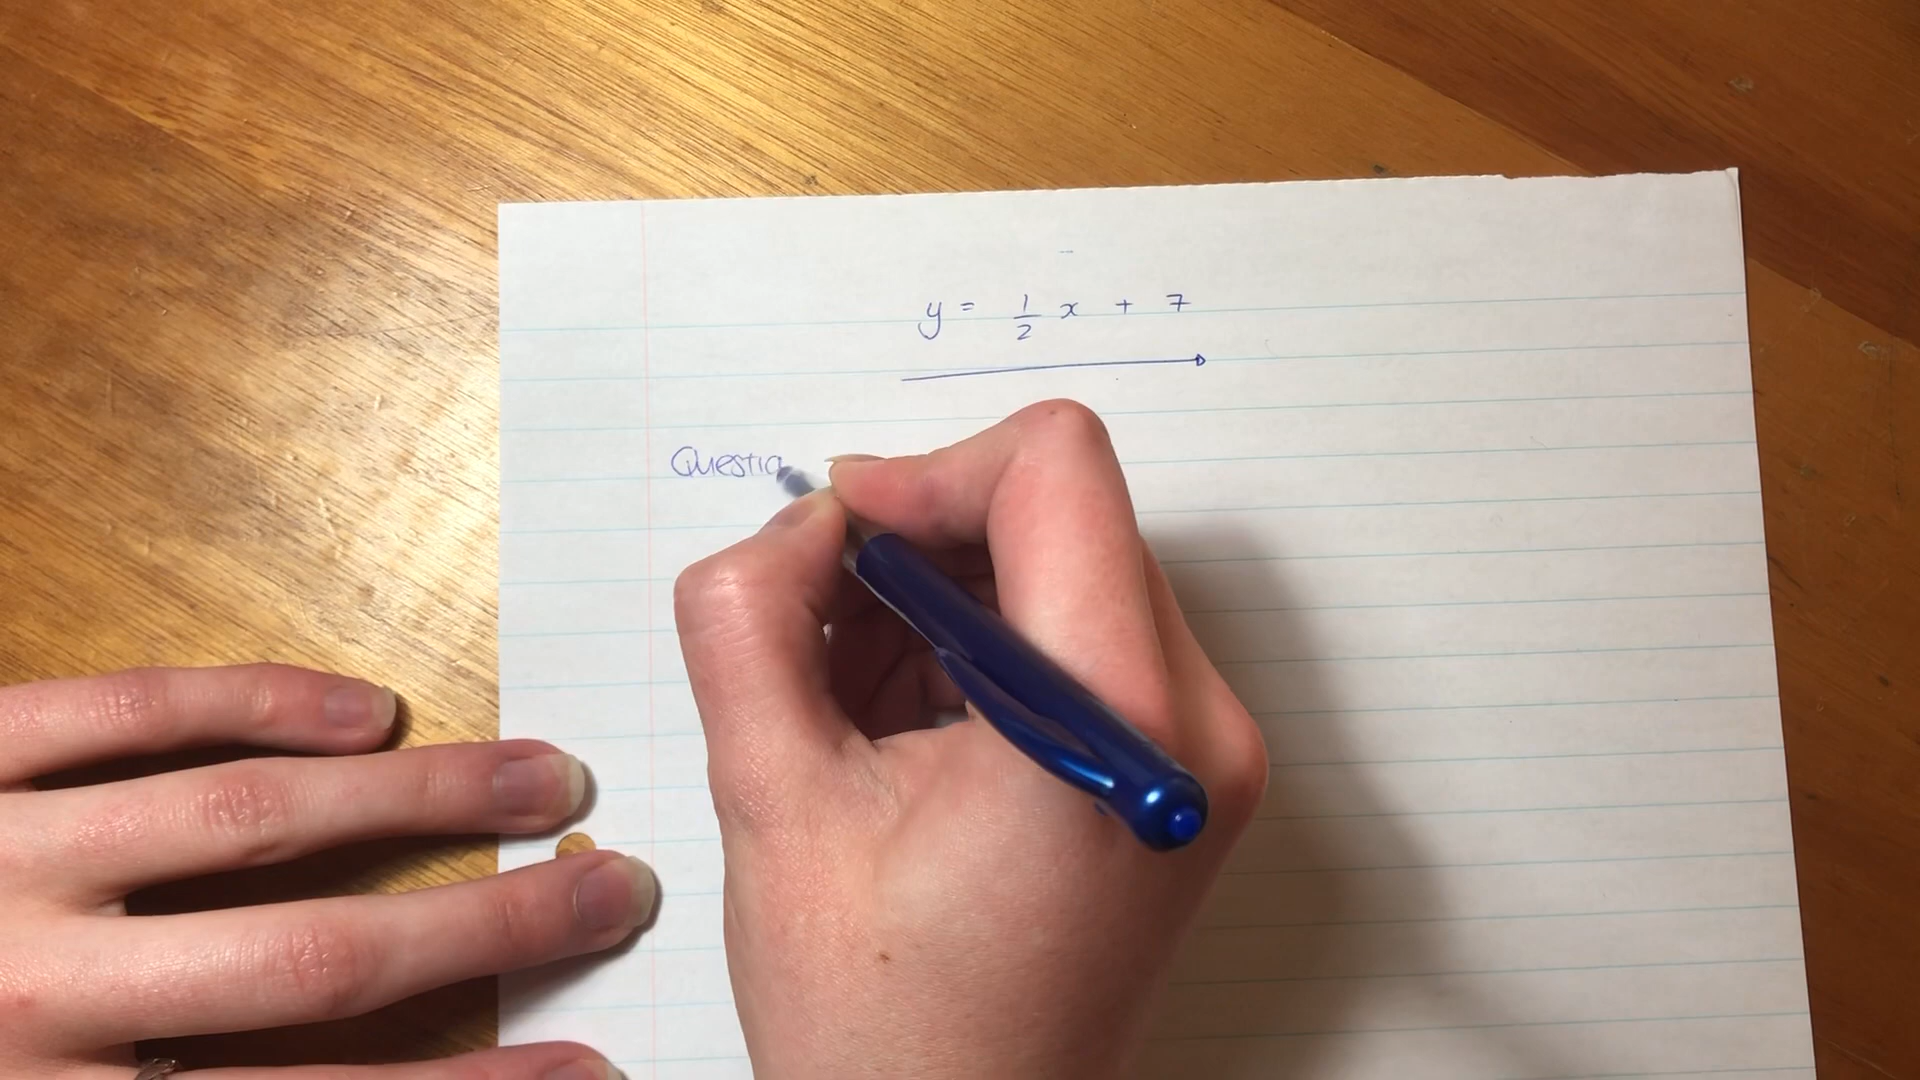 y = 1/2 x + 7
Questio